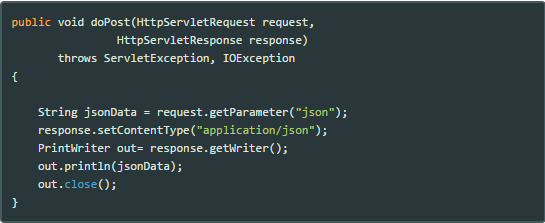 public void doPost(HttpServletRequest request,
HttpServletResponse response)
throws ServletException, IOException
{
String jsonData = request.getParameter("json");
response.setContentType("application/json");
PrintWriter out= response.getWriter();
out.println(jsonData);
out.close();
}